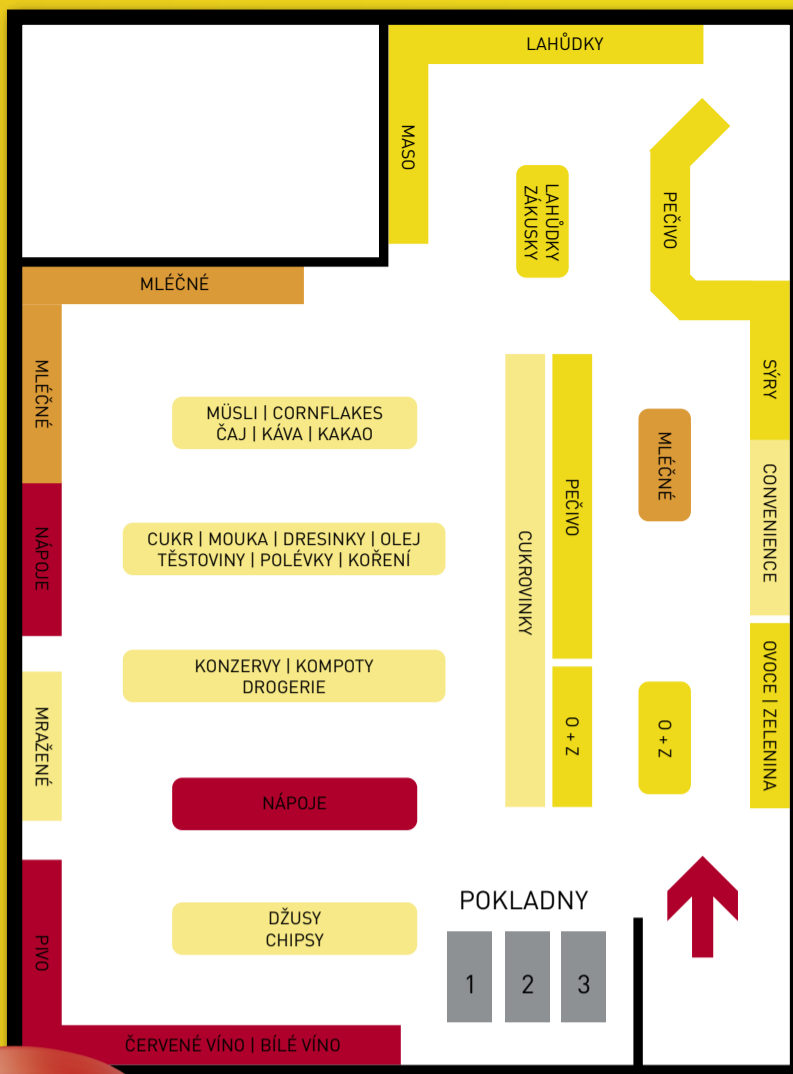 LAHŮDKY
MASO
LAHŮDKY
ZÁKUSKY
PEČIVO
MLÉČNÉ
MLÉČNÉ
SÝRY
MÜSLI | CORNFLAKES
ČAJ | KÁVA | KAKAO
MLÉČNÉ
CONVENIENCE
PEČIVO
CUKROVINKY
NÁPOJE
CUKR | MOUKA | DRESINKY | OLEJ
TĚSTOVINY | POLÉVKY | KOŘENÍ
KONZERVY | KOMPOTY
DROGERIE
O + Z
O + Z
OVOCE | ZELENINA
MRAŽENÉ
NÁPOJE
POKLADNY
1
2
3
DŽUSY
CHIPSY
PIVO
ČERVENÉ VÍNO | BÍLÉ VÍNO